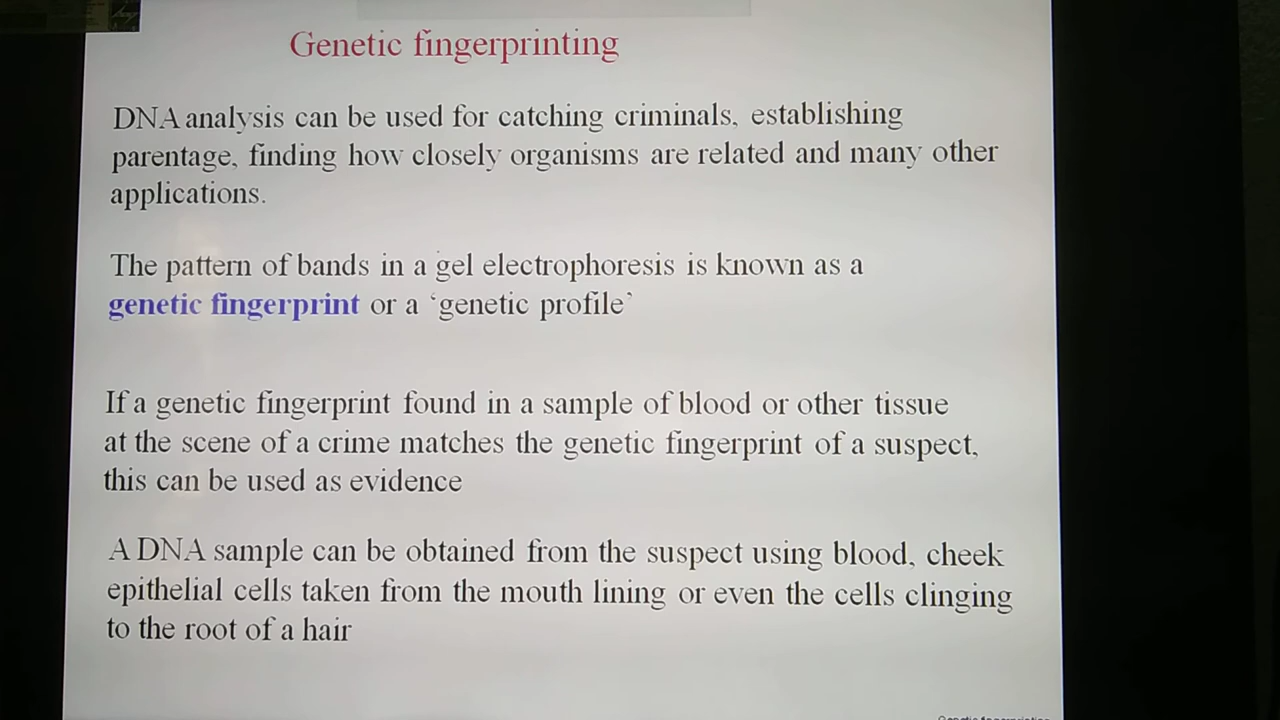 Genetic fingerprinting
DNA analysis can be used for catching criminals, establishing
parentage, finding how closely organisms are related and many other
applications.
The pattern of bands in a gel electrophoresis is known as a
genetic fingerprint or a ‘genetic profile’
If a genetic fingerprint found in a sample of blood or other tissue
at the scene of a crime matches the genetic fingerprint of a suspect,
this can be used as evidence
A DNA sample can be obtained from the suspect using blood, cheek
epithelial cells taken from the mouth lining or even the cells clinging
to the root of a hair